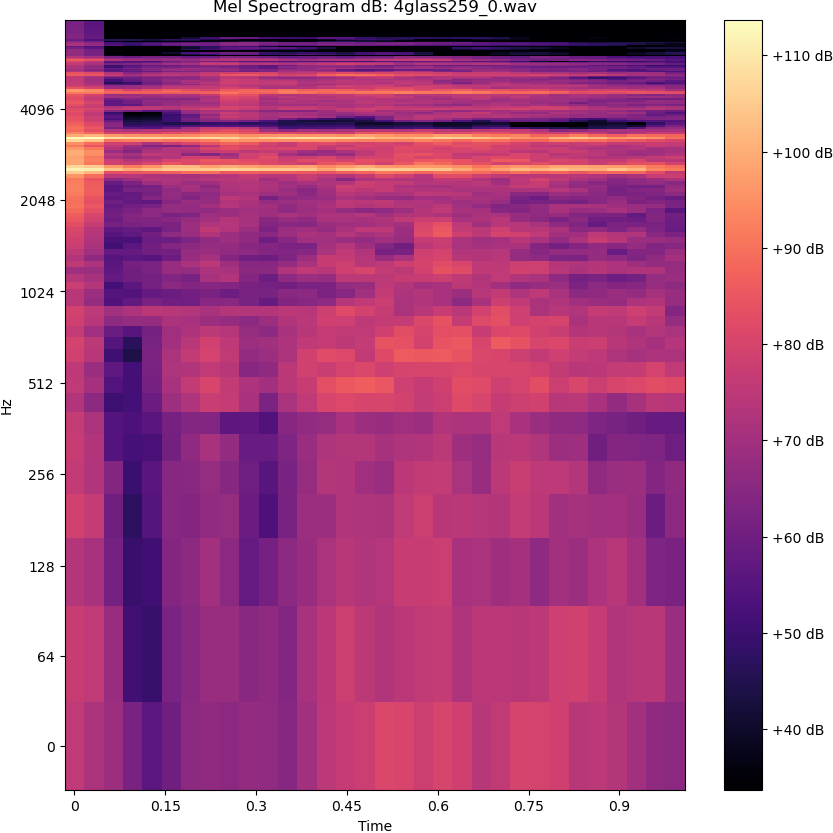 Mel Spectrogram dB: 4glass259_0.wav
Hz
4096
2048
1024
512
256
128
64
0
0
0.15
0.3
0.45
0.6
0.75
0.9
Time
+110 dB
+100 dB
+90 dB
+80 dB
+70 dB
+60 dB
+50 dB
+40 dB